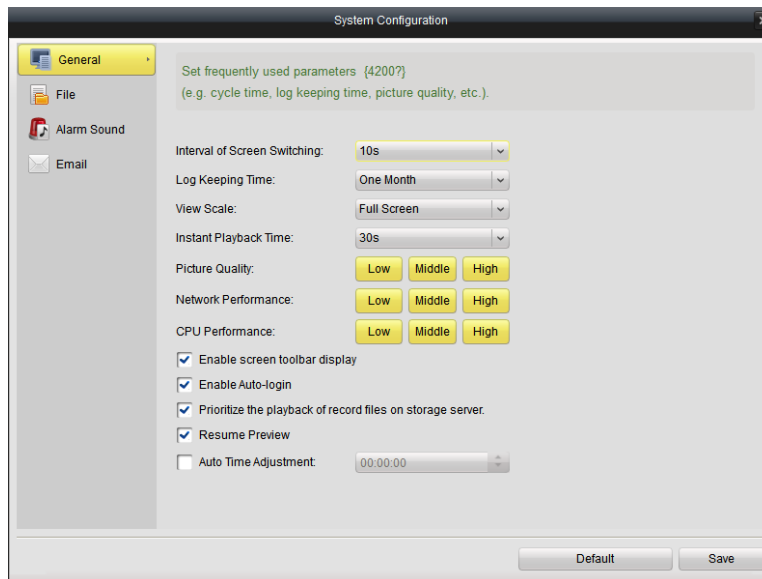 System Configuration
General
File
Alarm Sound
Email
Set frequently used parameters {4200?}
(e.g. cycle time, log keeping time, picture quality, etc.).
Interval of Screen Switching: 10s
Log Keeping Time: One Month
View Scale: Full Screen
Instant Playback Time: 30s
Picture Quality: Low Middle High
Network Performance: Low Middle High
CPU Performance: Low Middle High
Enable screen toolbar display
Enable Auto-login
Prioritize the playback of record files on storage server.
Resume Preview
Auto Time Adjustment: 00:00:00
Default Save